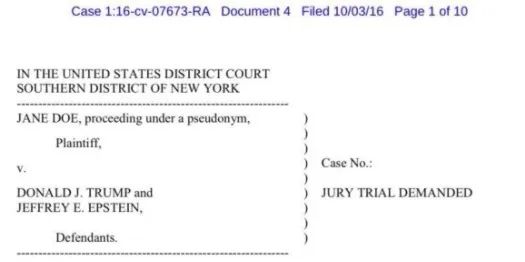 Case 1:16-cv-07673-RA Document 4 Filed 10/03/16 Page 1 of 10
IN THE UNITED STATES DISTRICT COURT
SOUTHERN DISTRICT OF NEW YORK
----------------------------------------------------------------
JANE DOE, proceeding under a pseudonym, )
)
Plaintiff, )
)
v. ) Case No.:
)
DONALD J. TRUMP and ) JURY TRIAL DEMANDED
JEFFREY E. EPSTEIN, )
)
Defendants. )
----------------------------------------------------------------